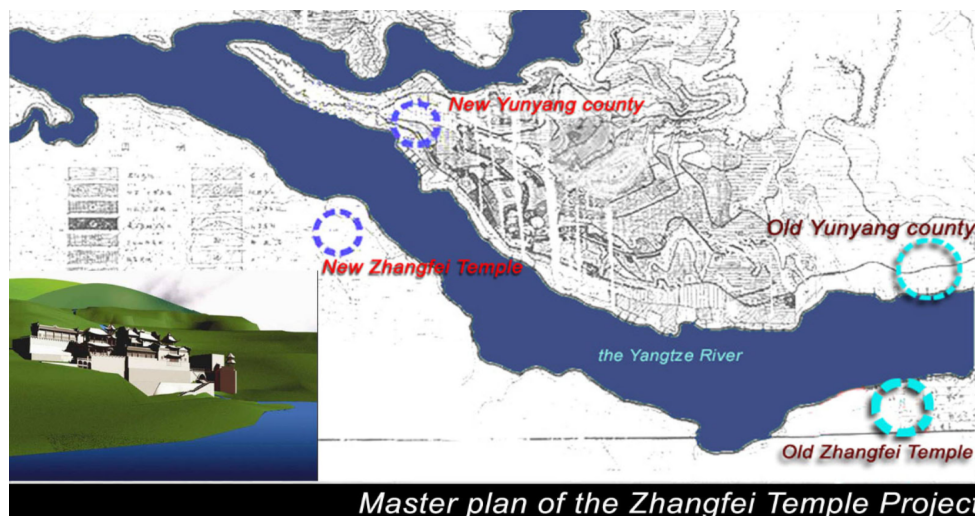 New Yunyang county
Old Yunyang county
New Zhangfei Temple
the Yangtze River
Old Zhangfei Temple
Master plan of the Zhangfei Temple Project